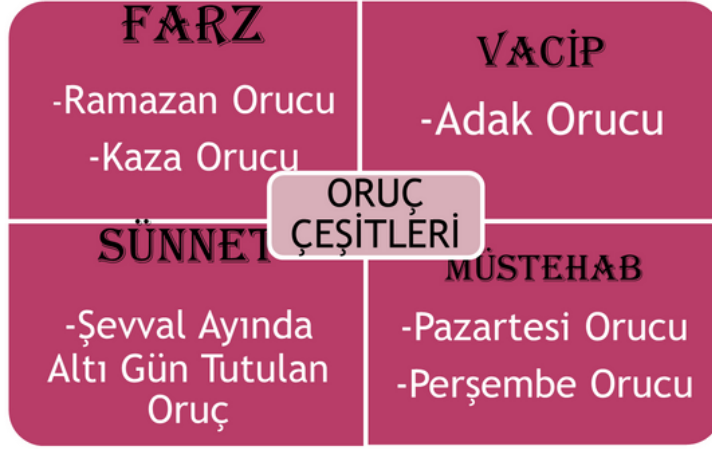 FARZ
-Ramazan Orucu
-Kaza Orucu
VACİP
-Adak Orucu
ORUÇ
ÇEŞİTLERİ
SÜNNET
-Şevval Ayında
Altı Gün Tutulan
Oruç
MÜSTEHAB
-Pazartesi Orucu
-Perşembe Orucu